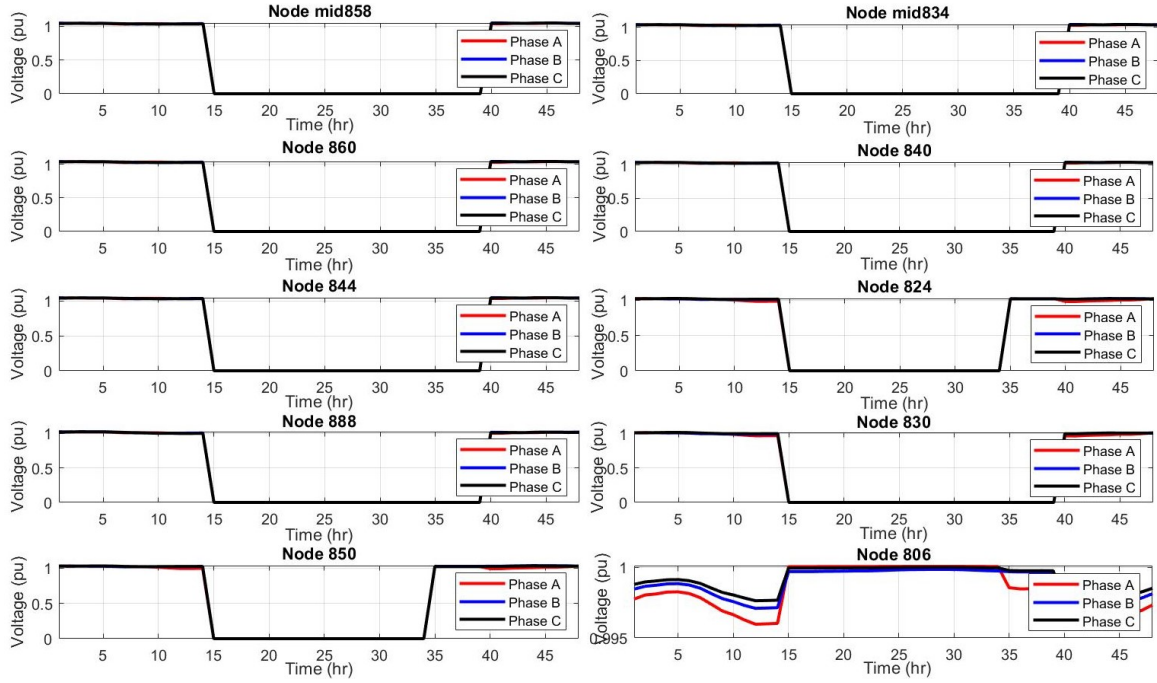 Node mid858
Voltage (pu)
1
0.5
0
Phase A
Phase B
Phase C
5 10 15 20 25 30 35 40 45
Time (hr)
Node mid834
Voltage (pu)
1
0.5
0
Phase A
Phase B
Phase C
5 10 15 20 25 30 35 40 45
Time (hr)
Node 860
Voltage (pu)
1
0.5
0
Phase A
Phase B
Phase C
5 10 15 20 25 30 35 40 45
Time (hr)
Node 840
Voltage (pu)
1
0.5
0
Phase A
Phase B
Phase C
5 10 15 20 25 30 35 40 45
Time (hr)
Node 844
Voltage (pu)
1
0.5
0
Phase A
Phase B
Phase C
5 10 15 20 25 30 35 40 45
Time (hr)
Node 824
Voltage (pu)
1
0.5
0
Phase A
Phase B
Phase C
5 10 15 20 25 30 35 40 45
Time (hr)
Node 888
Voltage (pu)
1
0.5
0
Phase A
Phase B
Phase C
5 10 15 20 25 30 35 40 45
Time (hr)
Node 830
Voltage (pu)
1
0.5
0
Phase A
Phase B
Phase C
5 10 15 20 25 30 35 40 45
Time (hr)
Node 850
Voltage (pu)
1
0.5
0
Phase A
Phase B
Phase C
5 10 15 20 25 30 35 40 45
Time (hr)
Node 806
Voltage (pu)
1
0.995
Phase A
Phase B
Phase C
5 10 15 20 25 30 35 40 45
Time (hr)